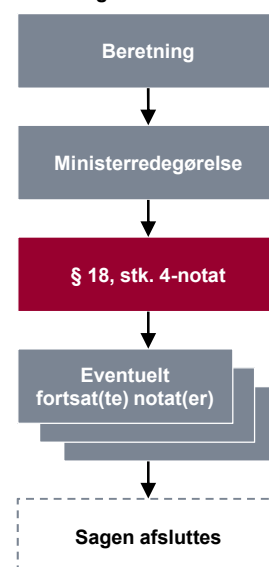 Beretning
Ministerredegørelse
§ 18, stk. 4-notat
Eventuelt
fortsat(te) notat(er)
Sagen afsluttes